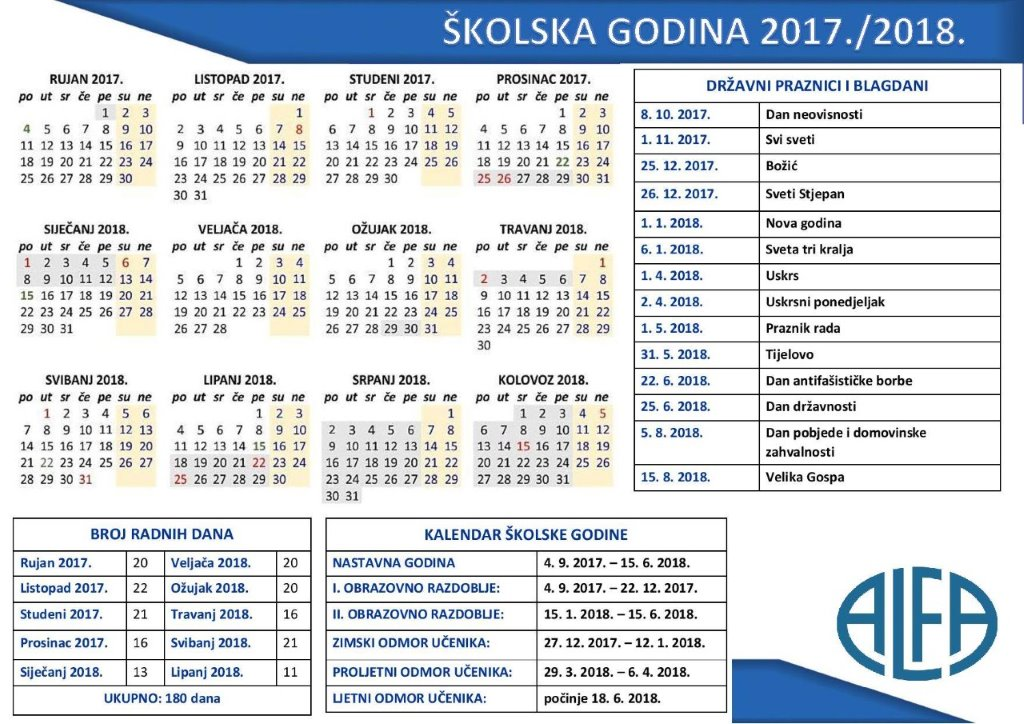 ŠKOLSKA GODINA 2017./2018.
RUJAN 2017.
po ut sr če pe su ne
1 2 3
4 5 6 7 8 9 10
11 12 13 14 15 16 17
18 19 20 21 22 23 24
25 26 27 28 29 30
LISTOPAD 2017.
po ut sr če pe su ne
1
2 3 4 5 6 7 8
9 10 11 12 13 14 15
16 17 18 19 20 21 22
23 24 25 26 27 28 29
30 31
STUDENI 2017.
po ut sr če pe su ne
1 2 3 4 5
6 7 8 9 10 11 12
13 14 15 16 17 18 19
20 21 22 23 24 25 26
27 28 29 30
PROSINAC 2017.
po ut sr če pe su ne
1 2 3
4 5 6 7 8 9 10
11 12 13 14 15 16 17
18 19 20 21 22 23 24
25 26 27 28 29 30 31
SIJEČANJ 2018.
po ut sr če pe su ne
1 2 3 4 5 6 7
8 9 10 11 12 13 14
15 16 17 18 19 20 21
22 23 24 25 26 27 28
29 30 31
VELJAČA 2018.
po ut sr če pe su ne
1 2 3 4
5 6 7 8 9 10 11
12 13 14 15 16 17 18
19 20 21 22 23 24 25
26 27 28
OŽUJAK 2018.
po ut sr če pe su ne
1 2 3 4
5 6 7 8 9 10 11
12 13 14 15 16 17 18
19 20 21 22 23 24 25
26 27 28 29 30 31
TRAVANJ 2018.
po ut sr če pe su ne
1
2 3 4 5 6 7 8
9 10 11 12 13 14 15
16 17 18 19 20 21 22
23 24 25 26 27 28 29
30
SVIBANJ 2018.
po ut sr če pe su ne
1 2 3 4 5 6
7 8 9 10 11 12 13
14 15 16 17 18 19 20
21 22 23 24 25 26 27
28 29 30 31
LIPANJ 2018.
po ut sr če pe su ne
1 2 3
4 5 6 7 8 9 10
11 12 13 14 15 16 17
18 19 20 21 22 23 24
25 26 27 28 29 30
SRPANJ 2018.
po ut sr če pe su ne
1
2 3 4 5 6 7 8
9 10 11 12 13 14 15
16 17 18 19 20 21 22
23 24 25 26 27 28 29
30 31
KOLOVOZ 2018.
po ut sr če pe su ne
1 2 3 4 5
6 7 8 9 10 11 12
13 14 15 16 17 18 19
20 21 22 23 24 25 26
27 28 29 30 31
DRŽAVNI PRAZNICI I BLAGDANI
8. 10. 2017. Dan neovisnosti
1. 11. 2017. Svi sveti
25. 12. 2017. Božić
26. 12. 2017. Sveti Stjepan
1. 1. 2018. Nova godina
6. 1. 2018. Sveta tri kralja
1. 4. 2018. Uskrs
2. 4. 2018. Uskrsni ponedjeljak
1. 5. 2018. Praznik rada
31. 5. 2018. Tijelovo
22. 6. 2018. Dan antifašističke borbe
25. 6. 2018. Dan državnosti
5. 8. 2018. Dan pobjede i domovinske
zahvalnosti
15. 8. 2018. Velika Gospa
BROJ RADNIH DANA
Rujan 2017. 20 Veljača 2018. 20
Listopad 2017. 22 Ožujak 2018. 20
Studeni 2017. 21 Travanj 2018. 16
Prosinac 2017. 16 Svibanj 2018. 21
Siječanj 2018. 13 Lipanj 2018. 11
UKUPNO: 180 dana
KALENDAR ŠKOLSKE GODINE
NASTAVNA GODINA 4. 9. 2017. – 15. 6. 2018.
I. OBRAZOVNO RAZDOBLJE: 4. 9. 2017. – 22. 12. 2017.
II. OBRAZOVNO RAZDOBLJE: 15. 1. 2018. – 15. 6. 2018.
ZIMSKI ODMOR UČENIKA: 27. 12. 2017. – 12. 1. 2018.
PROLJETNI ODMOR UČENIKA: 29. 3. 2018. – 6. 4. 2018.
LJETNI ODMOR UČENIKA: počinje 18. 6. 2018.
ALFA